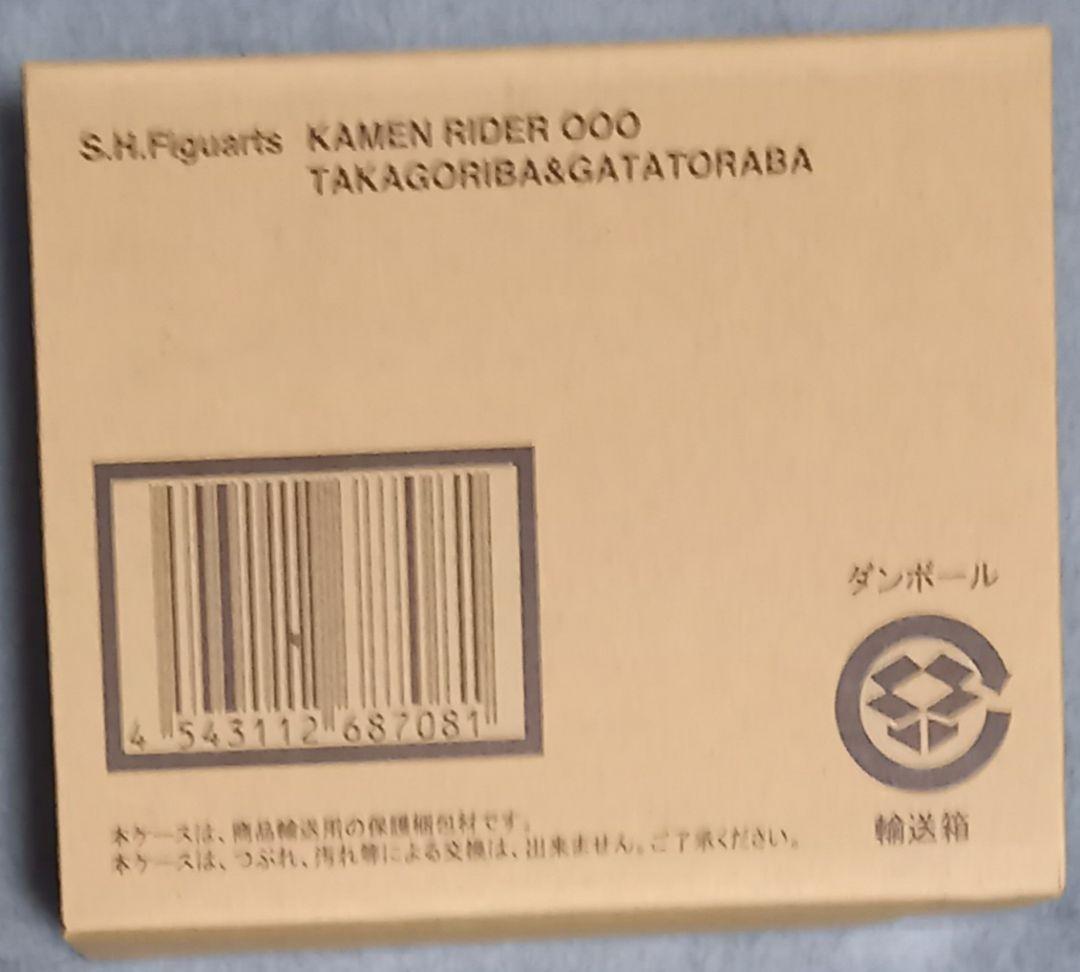 S.H.Figuarts KAMEN RIDER OOO
TAKAGORIBA&GATATORABA
4 543112 687081
ダンボール
輸送箱
本ケースは、商品輸送用の保護梱包材です。
本ケースは、つぶれ、汚れ等による交換は、出来ません。ご了承ください。